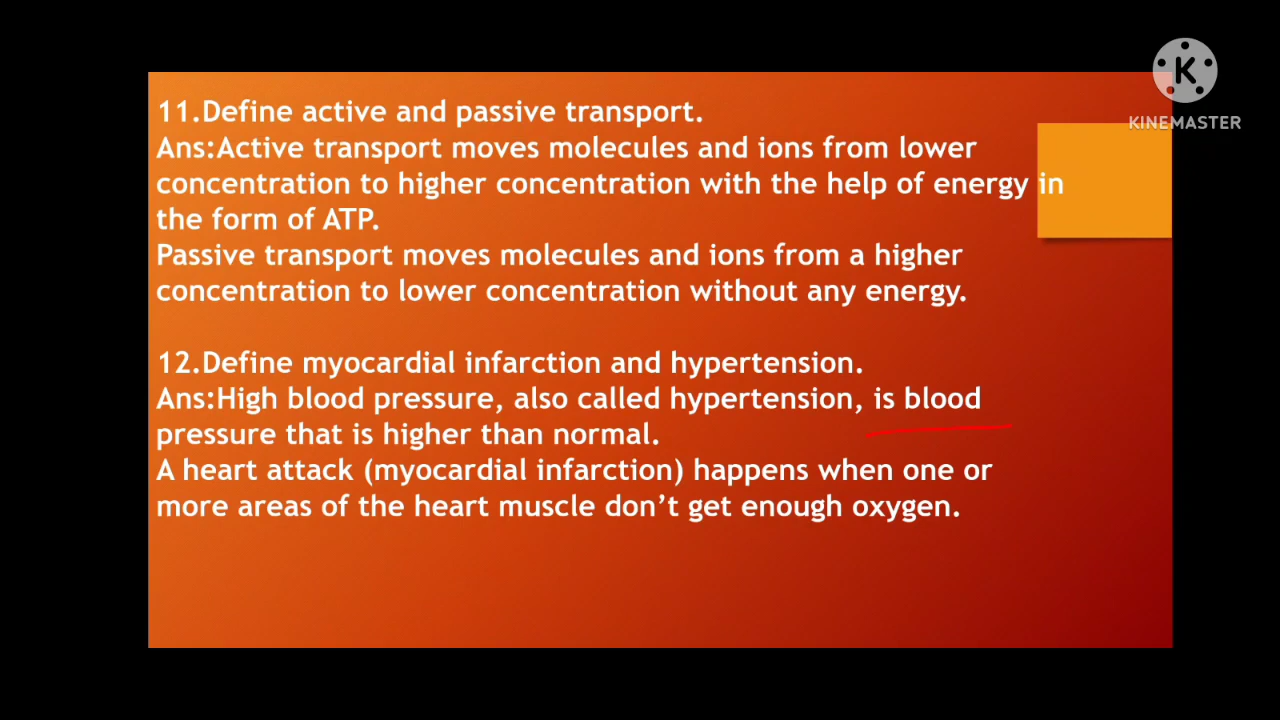 KINEMASTER
11.Define active and passive transport.
Ans:Active transport moves molecules and ions from lower
concentration to higher concentration with the help of energy in
the form of ATP.
Passive transport moves molecules and ions from a higher
concentration to lower concentration without any energy.
12.Define myocardial infarction and hypertension.
Ans:High blood pressure, also called hypertension, is blood
pressure that is higher than normal.
A heart attack (myocardial infarction) happens when one or
more areas of the heart muscle don’t get enough oxygen.